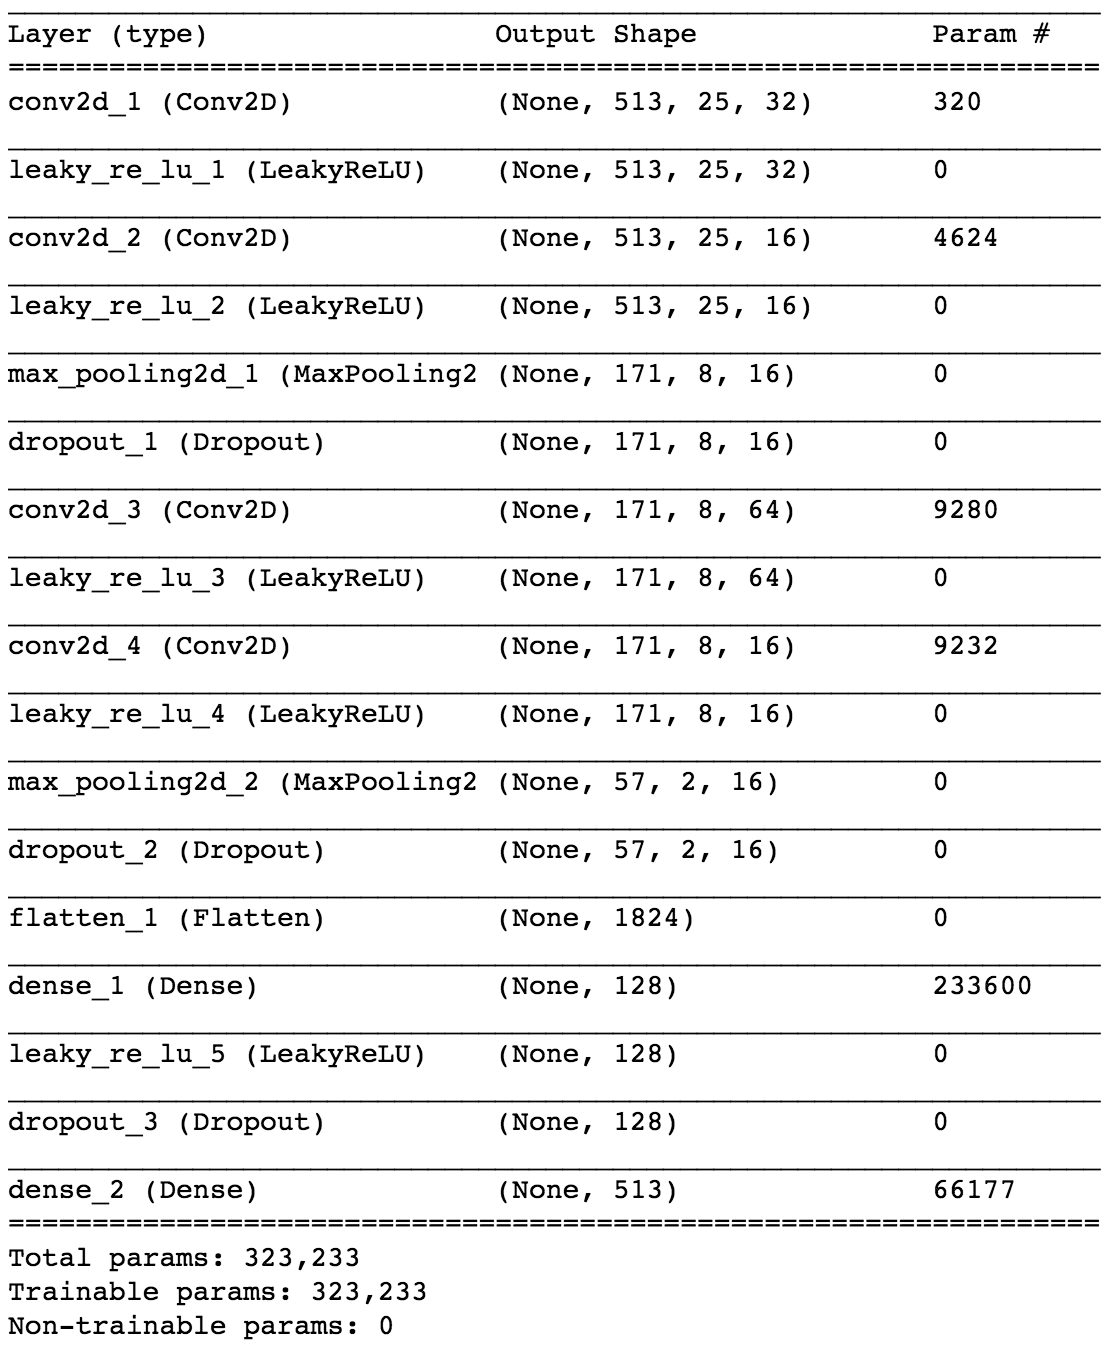 Layer (type) Output Shape Param #
conv2d_1 (Conv2D) (None, 513, 25, 32) 320
leaky_re_lu_1 (LeakyReLU) (None, 513, 25, 32) 0
conv2d_2 (Conv2D) (None, 513, 25, 16) 4624
leaky_re_lu_2 (LeakyReLU) (None, 513, 25, 16) 0
max_pooling2d_1 (MaxPooling2 (None, 171, 8, 16) 0
dropout_1 (Dropout) (None, 171, 8, 16) 0
conv2d_3 (Conv2D) (None, 171, 8, 64) 9280
leaky_re_lu_3 (LeakyReLU) (None, 171, 8, 64) 0
conv2d_4 (Conv2D) (None, 171, 8, 16) 9232
leaky_re_lu_4 (LeakyReLU) (None, 171, 8, 16) 0
max_pooling2d_2 (MaxPooling2 (None, 57, 2, 16) 0
dropout_2 (Dropout) (None, 57, 2, 16) 0
flatten_1 (Flatten) (None, 1824) 0
dense_1 (Dense) (None, 128) 233600
leaky_re_lu_5 (LeakyReLU) (None, 128) 0
dropout_3 (Dropout) (None, 128) 0
dense_2 (Dense) (None, 513) 66177
Total params: 323,233
Trainable params: 323,233
Non-trainable params: 0